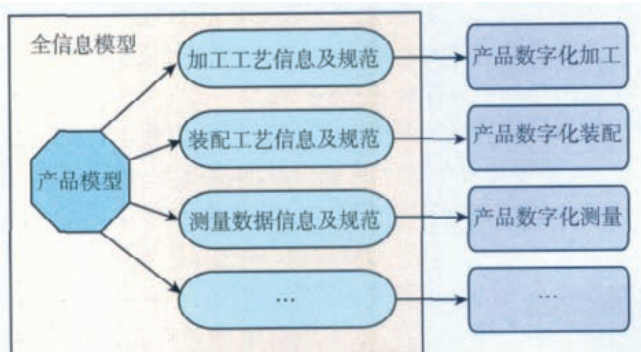 全信息模型
加工工艺信息及规范
产品数字化加工
装配工艺信息及规范
产品数字化装配
产品模型
测量数据信息及规范
产品数字化测量
…
…